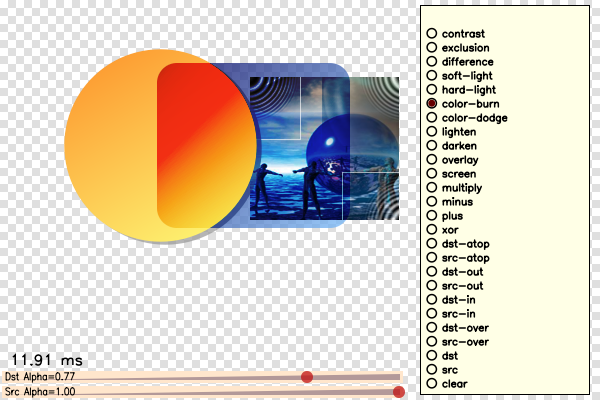 contrast
exclusion
difference
soft-light
hard-light
color-burn
color-dodge
lighten
darken
overlay
screen
multiply
minus
plus
xor
dst-atop
src-atop
dst-out
src-out
dst-in
src-in
dst-over
src-over
dst
src
clear
11.91 ms
Dst Alpha=0.77
Src Alpha=1.00